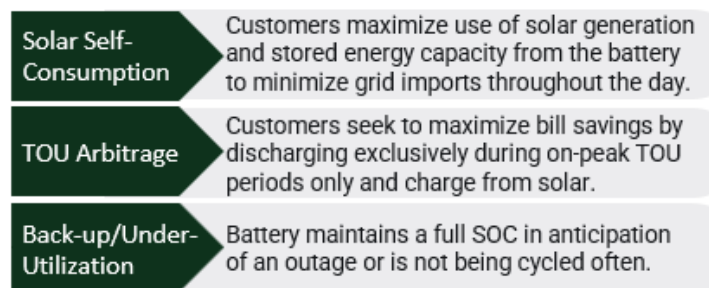 Solar Self-
Consumption
Customers maximize use of solar generation
and stored energy capacity from the battery
to minimize grid imports throughout the day.
TOU Arbitrage
Customers seek to maximize bill savings by
discharging exclusively during on-peak TOU
periods only and charge from solar.
Back-up/Under-
Utilization
Battery maintains a full SOC in anticipation
of an outage or is not being cycled often.